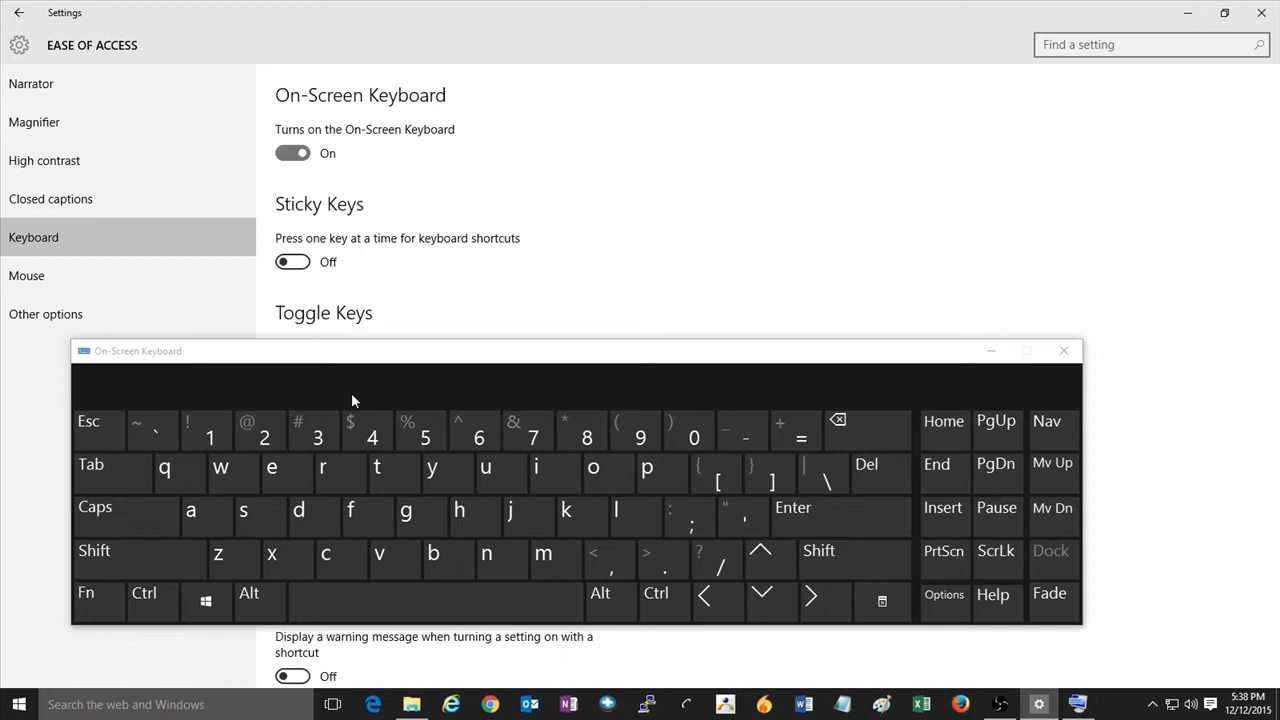 Settings
EASE OF ACCESS
Find a setting
Narrator
Magnifier
High contrast
Closed captions
Keyboard
Mouse
Other options
On-Screen Keyboard
Turns on the On-Screen Keyboard
On
Sticky Keys
Press one key at a time for keyboard shortcuts
Off
Toggle Keys
On-Screen Keyboard
Esc ~ ` ! 1 @ 2 # 3 $ 4 % 5 ^ 6 & 7 * 8 ( 9 ) 0 _ - + = Home PgUp Nav
Tab q w e r t y u i o p { [ } ] | \ Del End PgDn Mv Up
Caps a s d f g h j k l : ; " ' Enter Insert Pause Mv Dn
Shift z x c v b n m < , > . ? / Shift PrtScn ScrLk Dock
Fn Ctrl Alt Alt Ctrl Options Help Fade
Display a warning message when turning a setting on with a
shortcut
Off
Search the web and Windows
5:38 PM
12/12/2015